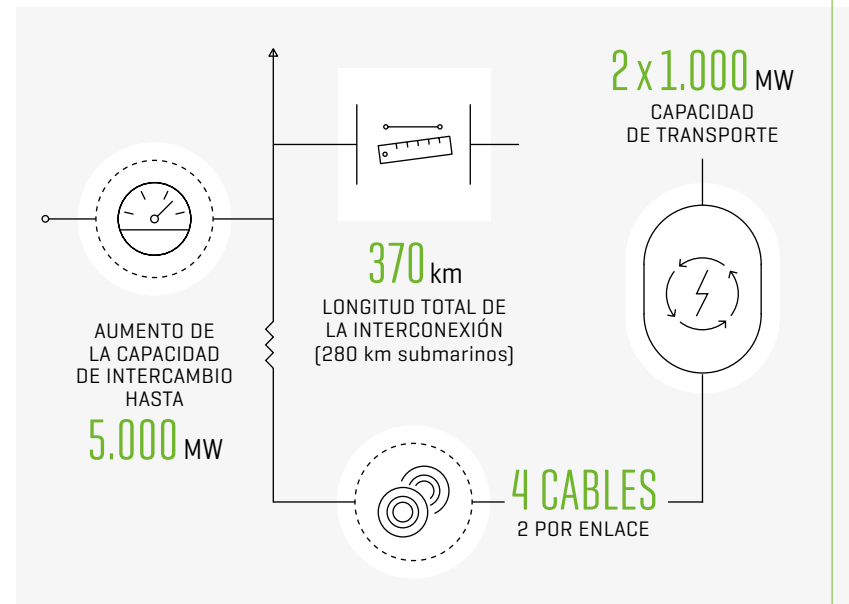 2 x 1.000 MW
CAPACIDAD
DE TRANSPORTE
370 km
LONGITUD TOTAL DE
LA INTERCONEXIÓN
(280 km submarinos)
AUMENTO DE
LA CAPACIDAD
DE INTERCAMBIO
HASTA
5.000 MW
4 CABLES
2 POR ENLACE